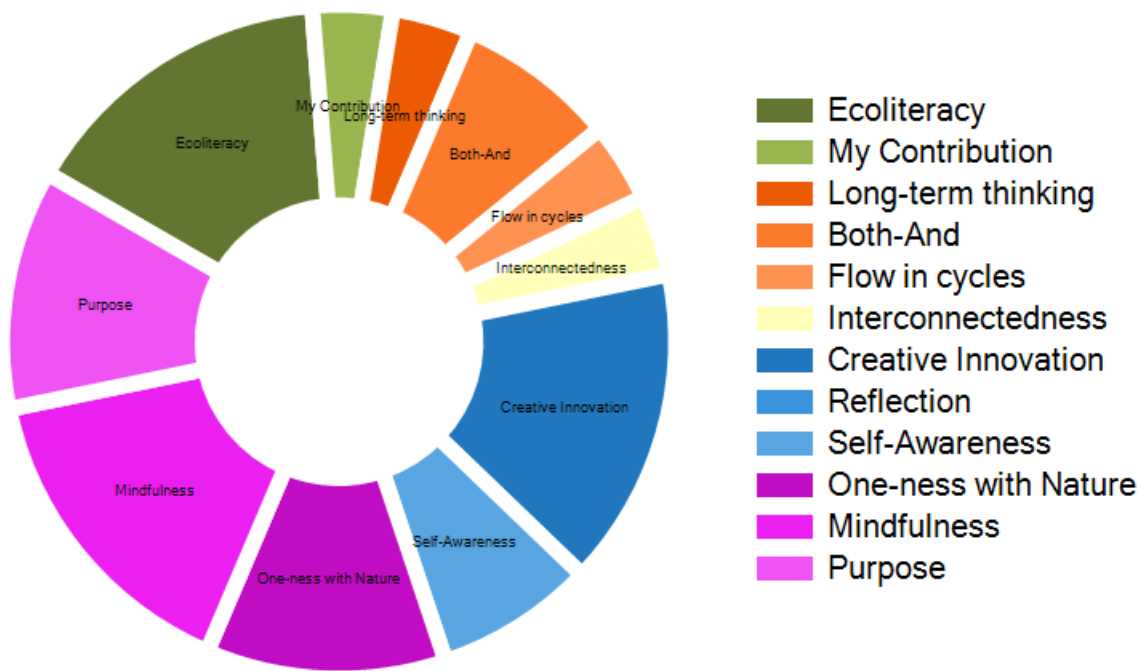 My Contribution
Long-term thinking
Ecoliteracy
Both-And
Flow in cycles
Interconnectedness
Purpose
Creative Innovation
Mindfulness
Self-Awareness
One-ness with Nature
Ecoliteracy
My Contribution
Long-term thinking
Both-And
Flow in cycles
Interconnectedness
Creative Innovation
Reflection
Self-Awareness
One-ness with Nature
Mindfulness
Purpose